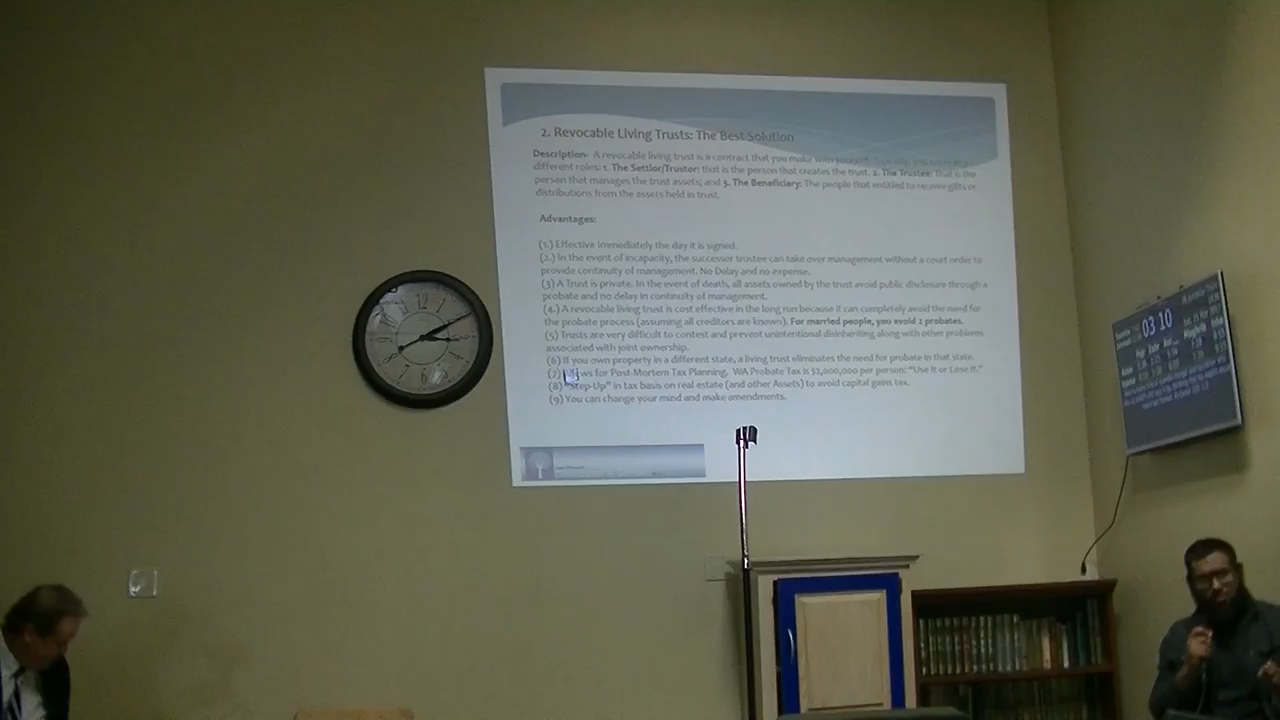 2. Revocable Living Trusts: The Best Solution
Description- A revocable living trust is a contract that you make with yourself.
different roles: 1. The Settlor/Trustor: that is the person that creates the trust. 2. The Trustee: That is the
person that manages the trust assets; and 3. The Beneficiary: The people that entitled to receive gifts or
distributions from the assets held in trust.
Advantages:
(1.) Effective immediately the day it is signed.
(2.) In the event of incapacity, the successor trustee can take over management without a court order to
provide continuity of management. No Delay and no expense.
(3) A Trust is private. In the event of death, all assets owned by the trust avoid public disclosure through a
probate and no delay in continuity of management.
(4.) A revocable living trust is cost effective in the long run because it can completely avoid the need for
the probate process (assuming all creditors are known). For married people, you avoid 2 probates.
(5) Trusts are very difficult to contest and prevent unintentional disinheriting along with other problems
associated with joint ownership.
(6) If you own property in a different state, a living trust eliminates the need for probate in that state.
(7) for Post-Mortem Tax Planning. WA Probate Tax is $2,000,000 per person: "Use It or Lose It."
(8) "Step-Up" in tax basis on real estate (and other Assets) to avoid capital gains tax.
(9) You can change your mind and make amendments.
12
03 10